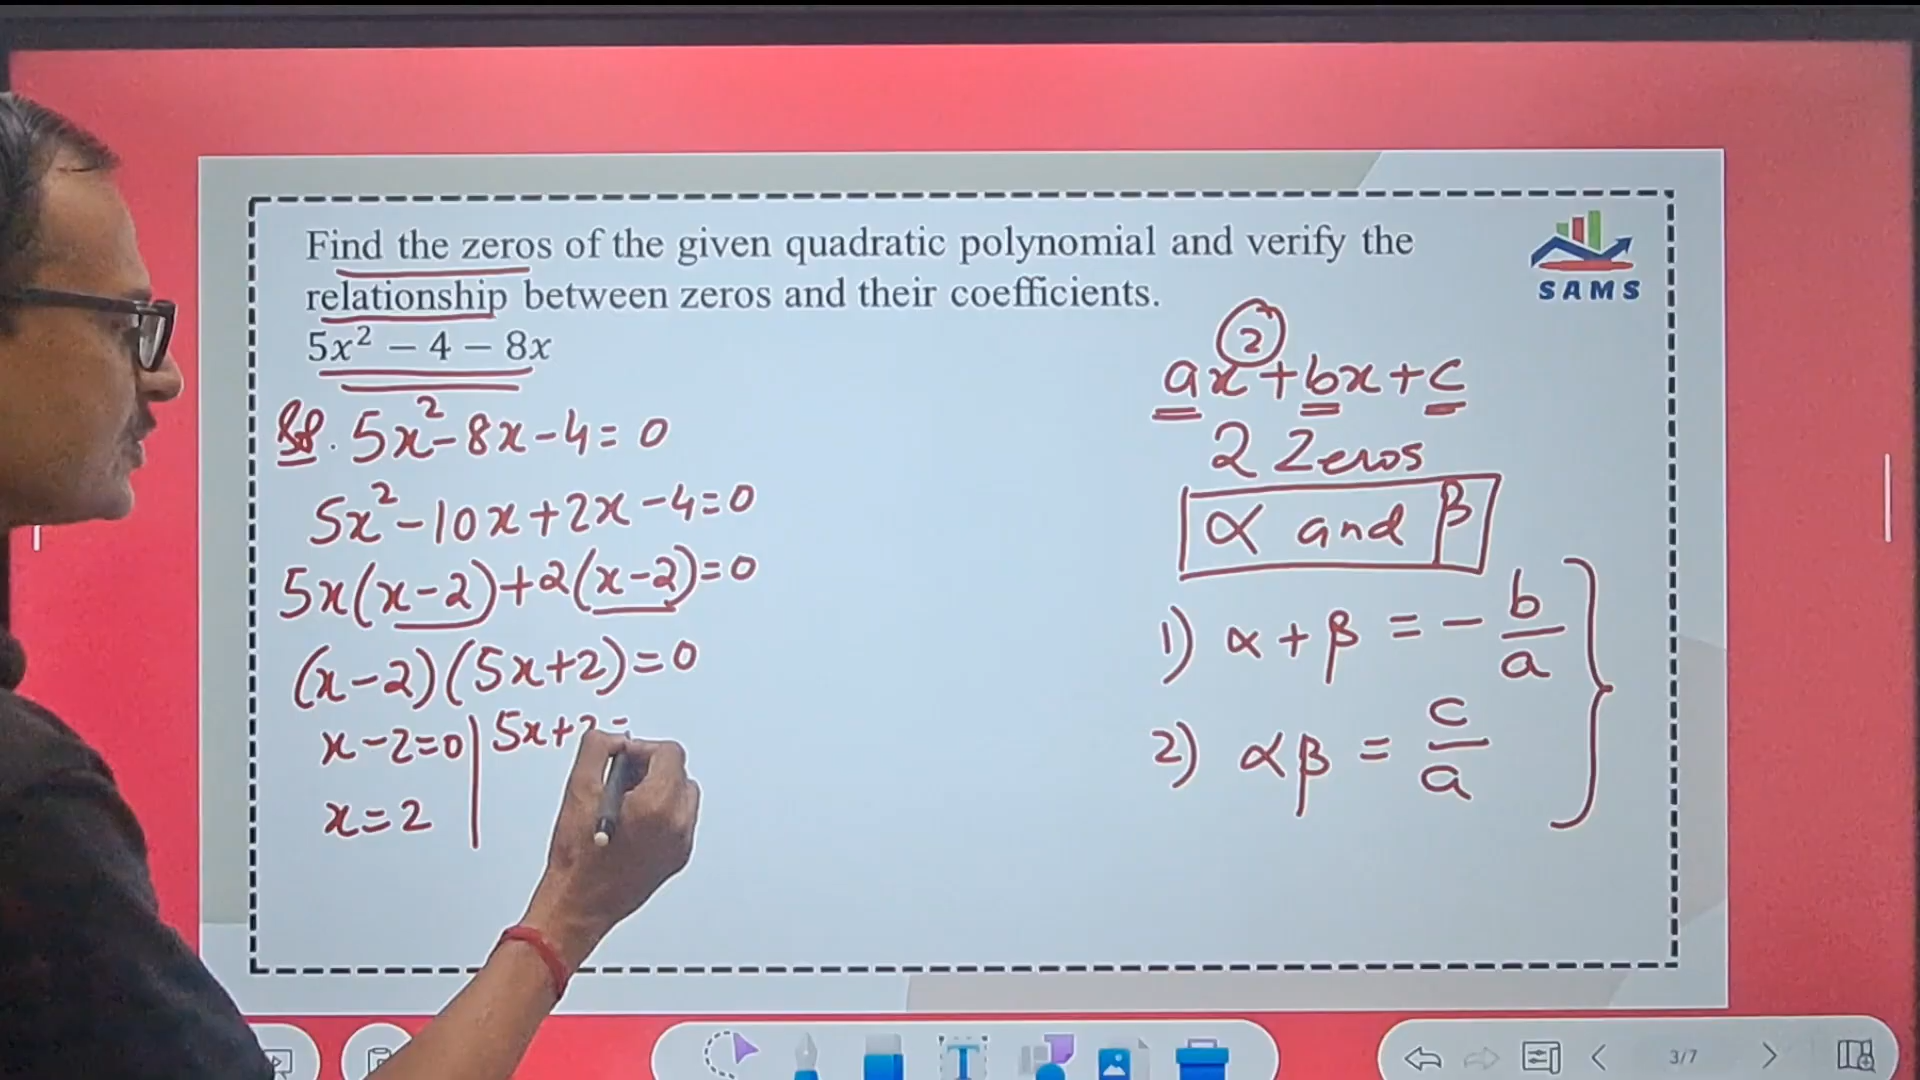 Find the zeros of the given quadratic polynomial and verify the
relationship between zeros and their coefficients.
5x² – 4 – 8x
SAMS
5x²-8x-4=0
5x²-10x+2x-4=0
5x(x-2)+2(x-2)=0
(x-2)(5x+2)=0
x-2=0 | 5x+2=
x=2
ax²+bx+c
2 Zeros
α and β
1) α+β = - b/a
2) αβ = c/a
3/7